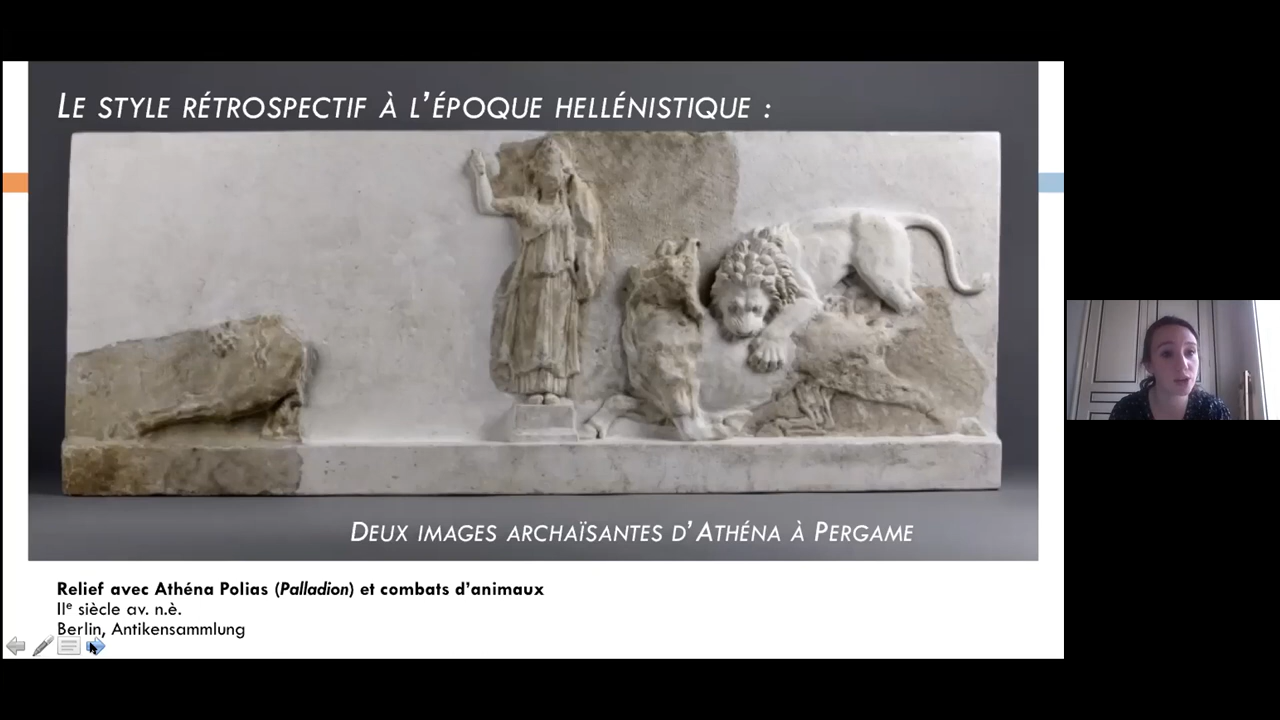 LE STYLE RÉTROSPECTIF À L'ÉPOQUE HELLÉNISTIQUE :
DEUX IMAGES ARCHAÏSANTES D'ATHÉNA À PERGAME
Relief avec Athéna Polias (Palladion) et combats d'animaux
IIe siècle av. n.è.
Berlin, Antikensammlung